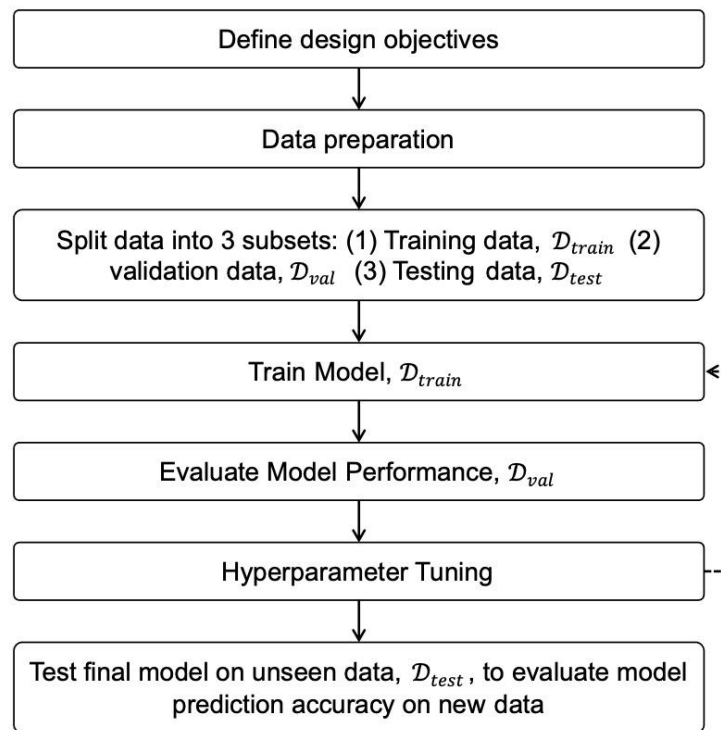 Define design objectives
Data preparation
Split data into 3 subsets: (1) Training data, 𝒟train (2)
validation data, 𝒟val (3) Testing data, 𝒟test
Train Model, 𝒟train
Evaluate Model Performance, 𝒟val
Hyperparameter Tuning
Test final model on unseen data, 𝒟test, to evaluate model
prediction accuracy on new data